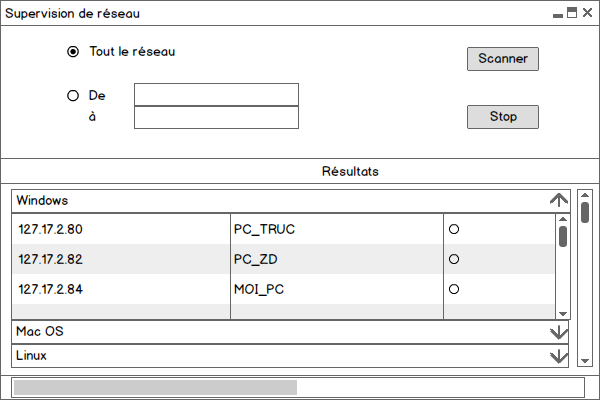 Supervision de réseau
Tout le réseau
Scanner
De
à
Stop
Résultats
Windows
127.17.2.80 PC_TRUC
127.17.2.82 PC_ZD
127.17.2.84 MOI_PC
Mac OS
Linux